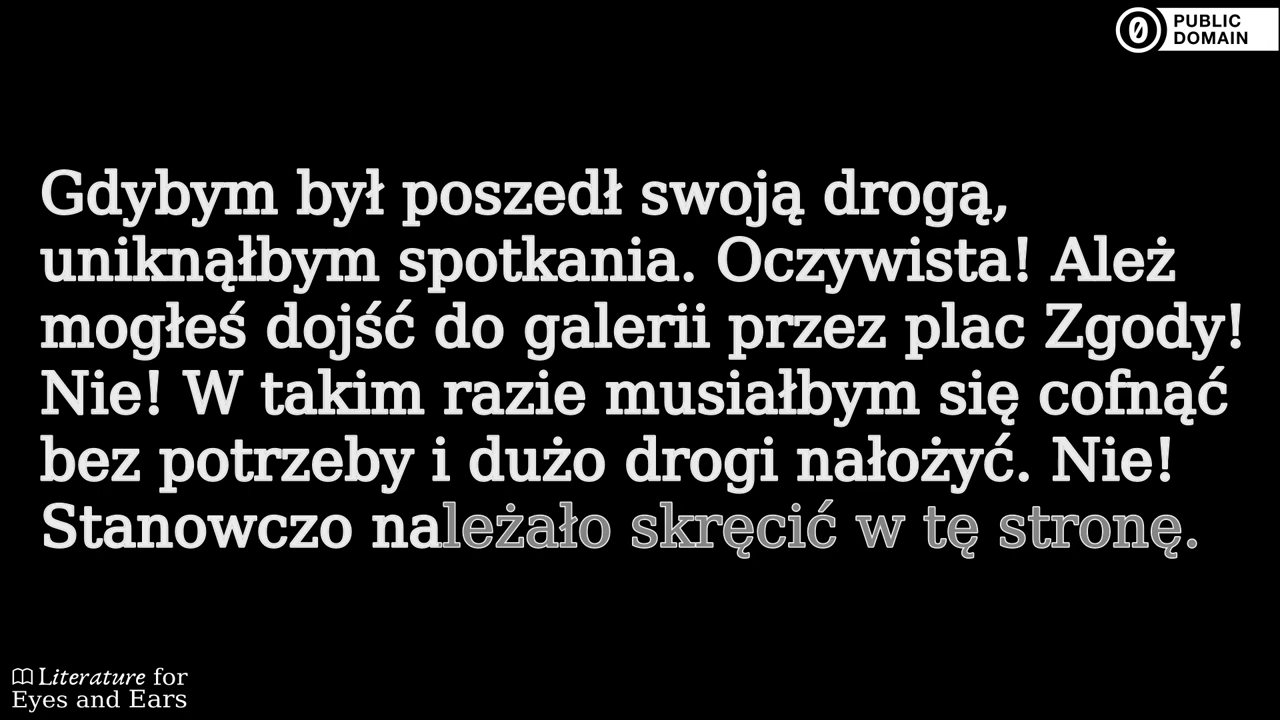 PUBLIC
DOMAIN
Gdybym był poszedł swoją drogą,
uniknąłbym spotkania. Oczywista! Ależ
mogłeś dojść do galerii przez plac Zgody!
Nie! W takim razie musiałbym się cofnąć
bez potrzeby i dużo drogi nałożyć. Nie!
Stanowczo należało skręcić w tę stronę.
Literature for
Eyes and Ears